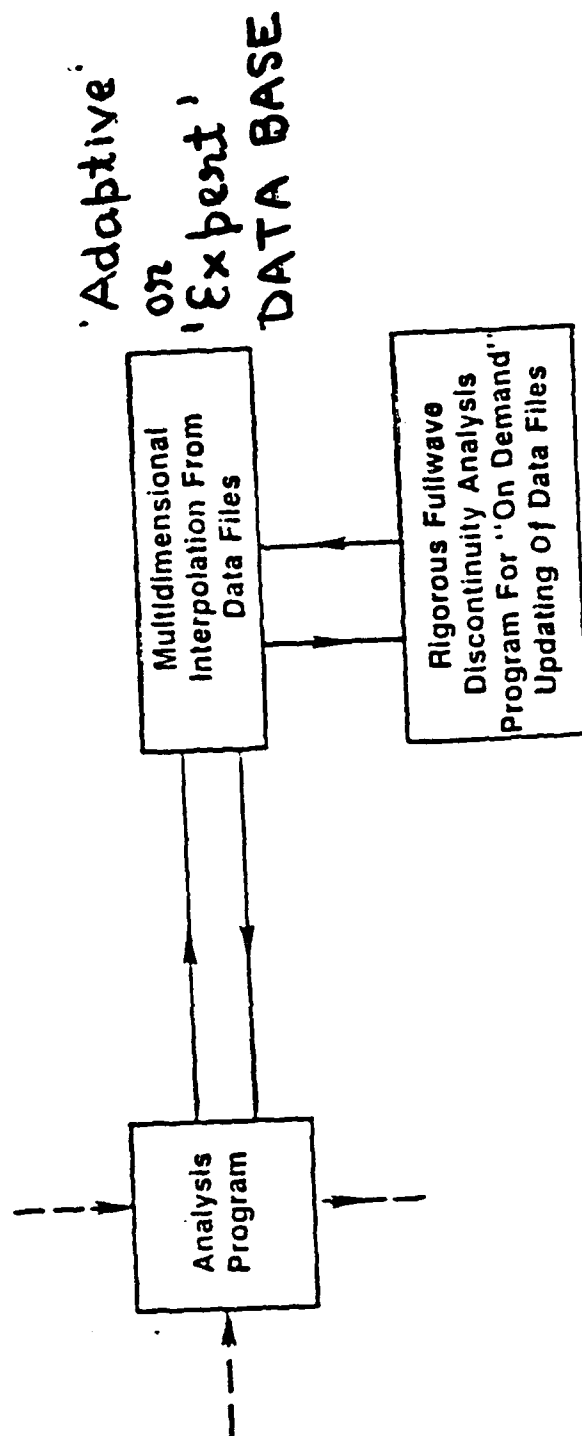 'Adaptive'
or
'Expert'
DATA BASE
Analysis
Program
Multidimensional
Interpolation From
Data Files
Rigorous Fullwave
Discontinuity Analysis
Program For "On Demand"
Updating Of Data Files